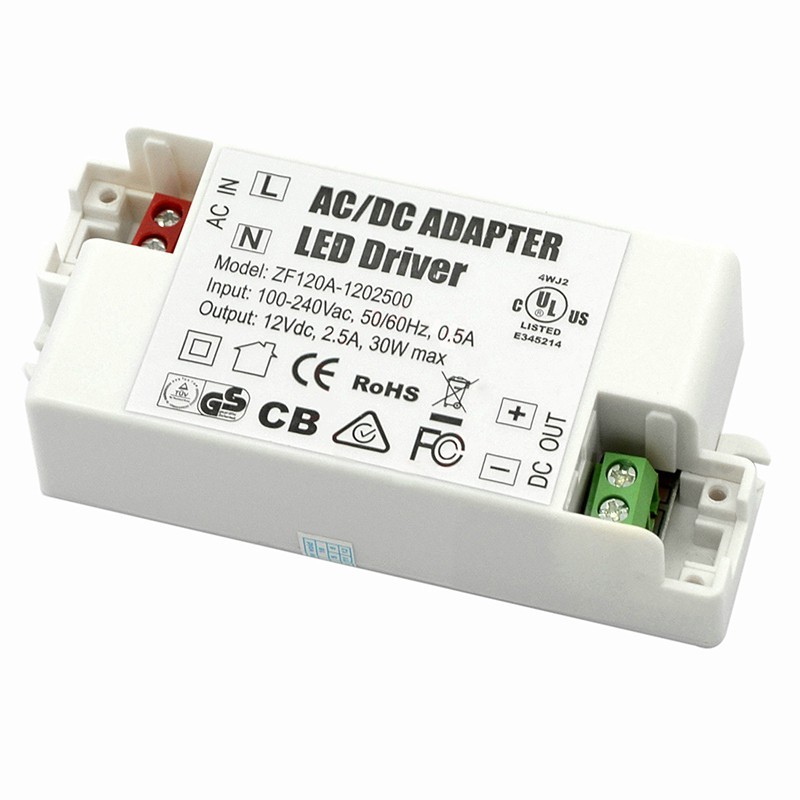 AC IN
L
N
AC/DC ADAPTER
LED Driver
Model: ZF120A-1202500
Input: 100-240Vac, 50/60Hz, 0.5A
Output: 12Vdc, 2.5A, 30W max
4WJ2
C UL US
®
LISTED
E345214
CE
RoHS
TÜV
GS
CB
FC
+
−
DC OUT